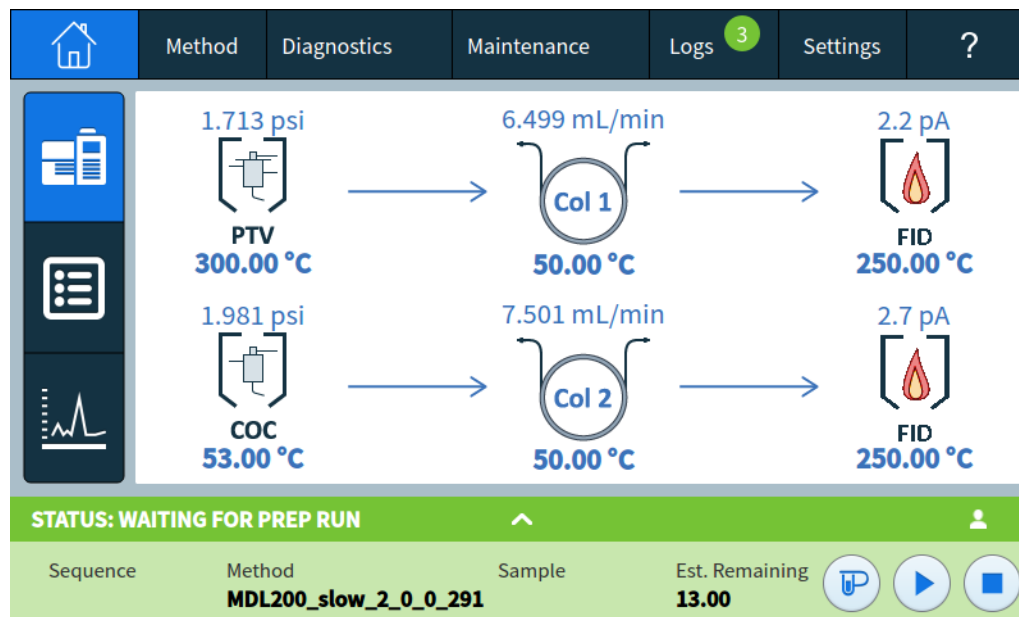 Method Diagnostics Maintenance Logs 3 Settings ?
1.713 psi 6.499 mL/min 2.2 pA
Col 1
PTV FID
300.00 °C 50.00 °C 250.00 °C
1.981 psi 7.501 mL/min 2.7 pA
Col 2
COC FID
53.00 °C 50.00 °C 250.00 °C
STATUS: WAITING FOR PREP RUN
Sequence Method Sample Est. Remaining
MDL200_slow_2_0_0_291 13.00